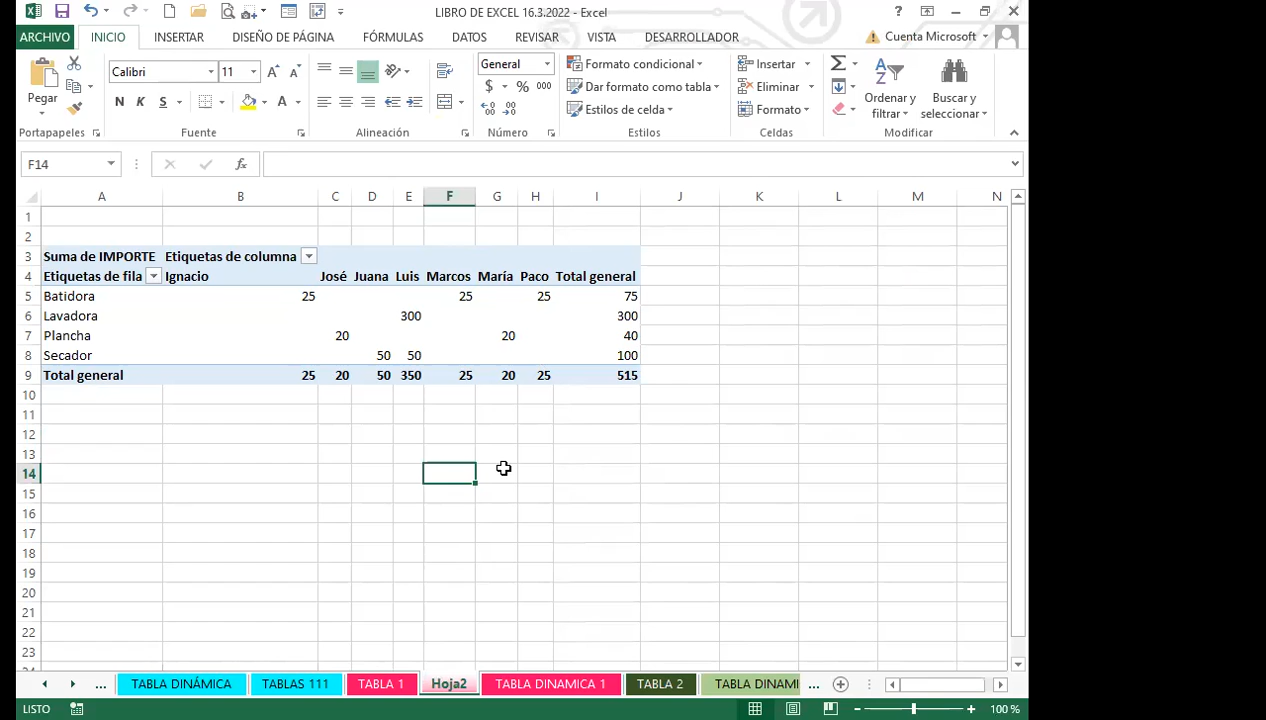 LIBRO DE EXCEL 16.3.2022 - Excel
ARCHIVO INICIO INSERTAR DISEÑO DE PÁGINA FÓRMULAS DATOS REVISAR VISTA DESARROLLADOR Cuenta Microsoft
Pegar
Portapapeles
Calibri 11
N K S A
Fuente
Alineación
General
$ % 000
Número
Formato condicional
Dar formato como tabla
Estilos de celda
Estilos
Insertar
Eliminar
Formato
Celdas
Ordenar y filtrar
Buscar y seleccionar
Modificar
F14 fx
A B C D E F G H I J K L M N
1
2
3 Suma de IMPORTE Etiquetas de columna
4 Etiquetas de fila Ignacio José Juana Luis Marcos María Paco Total general
5 Batidora 25 25 25 75
6 Lavadora 300 300
7 Plancha 20 20 40
8 Secador 50 50 100
9 Total general 25 20 50 350 25 20 25 515
10
11
12
13
14
15
16
17
18
19
20
21
22
23
... TABLA DINÁMICA TABLAS 111 TABLA 1 Hoja2 TABLA DINAMICA 1 TABLA 2 TABLA DINAMI ...
LISTO 100 %